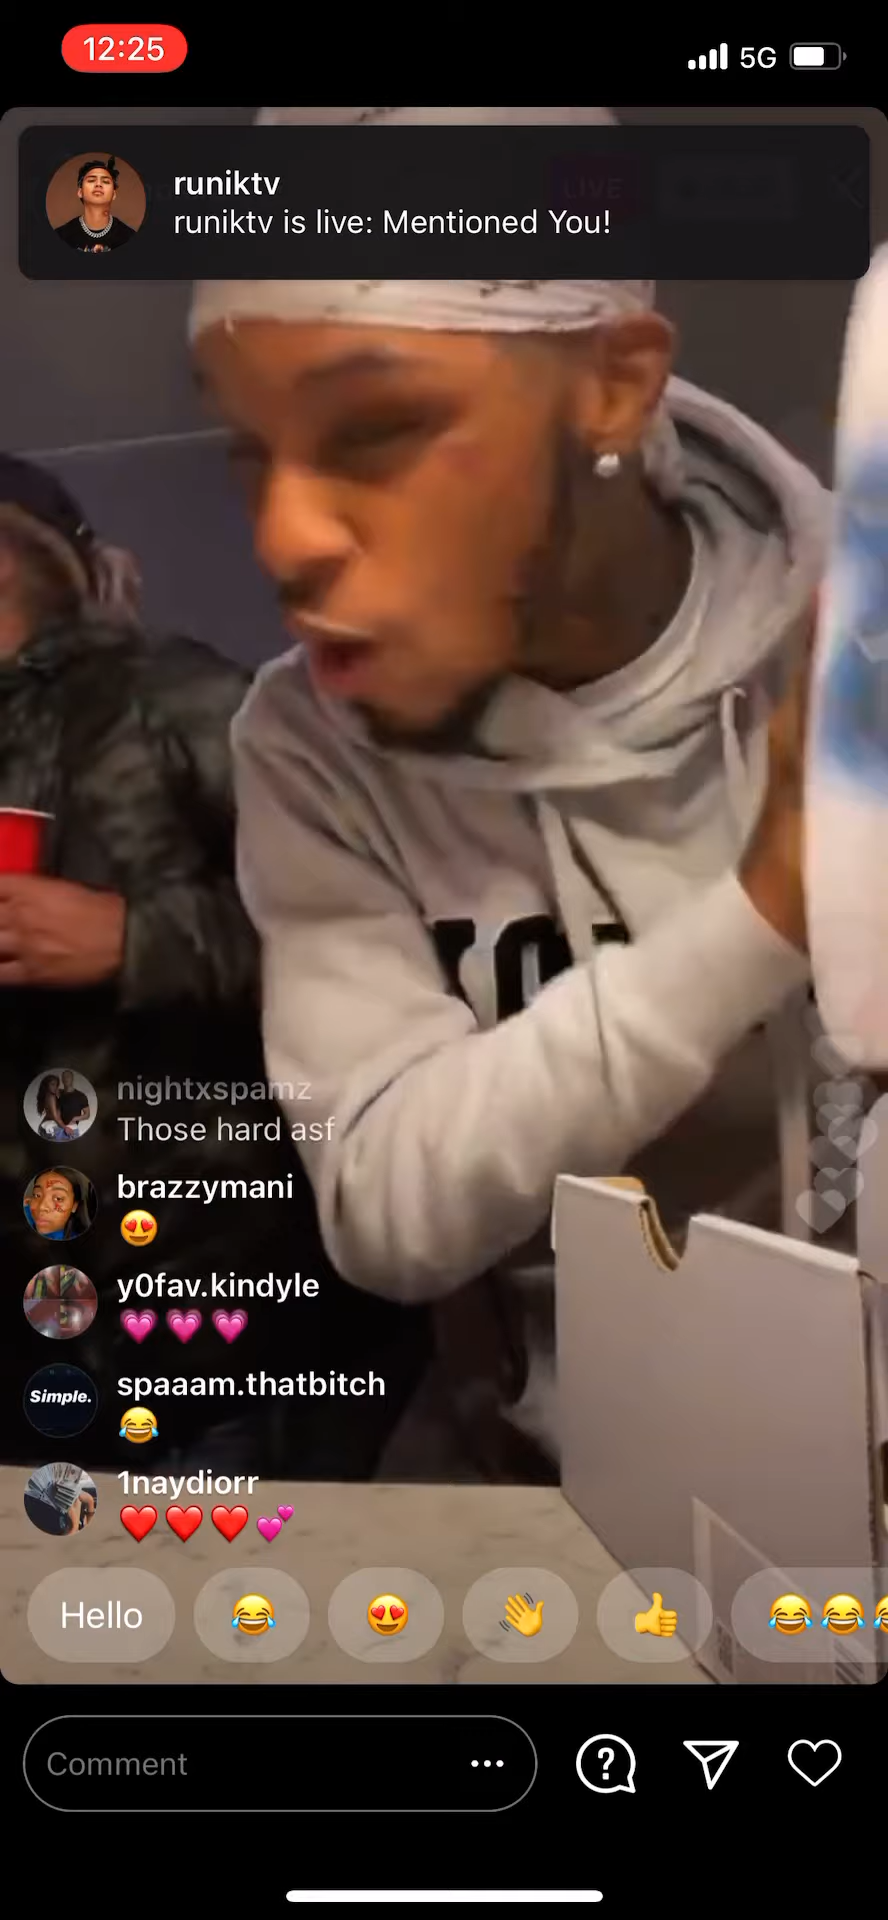 12:25
5G
runiktv
LIVE
runiktv is live: Mentioned You!
nightxspamz
Those hard asf
brazzymani
😍
y0fav.kindyle
💗💗💗
spaaam.thatbitch
Simple.
😂
1naydiorr
❤️❤️❤️💕
Hello
😂
😍
👋
👍
😂😂😂
Comment